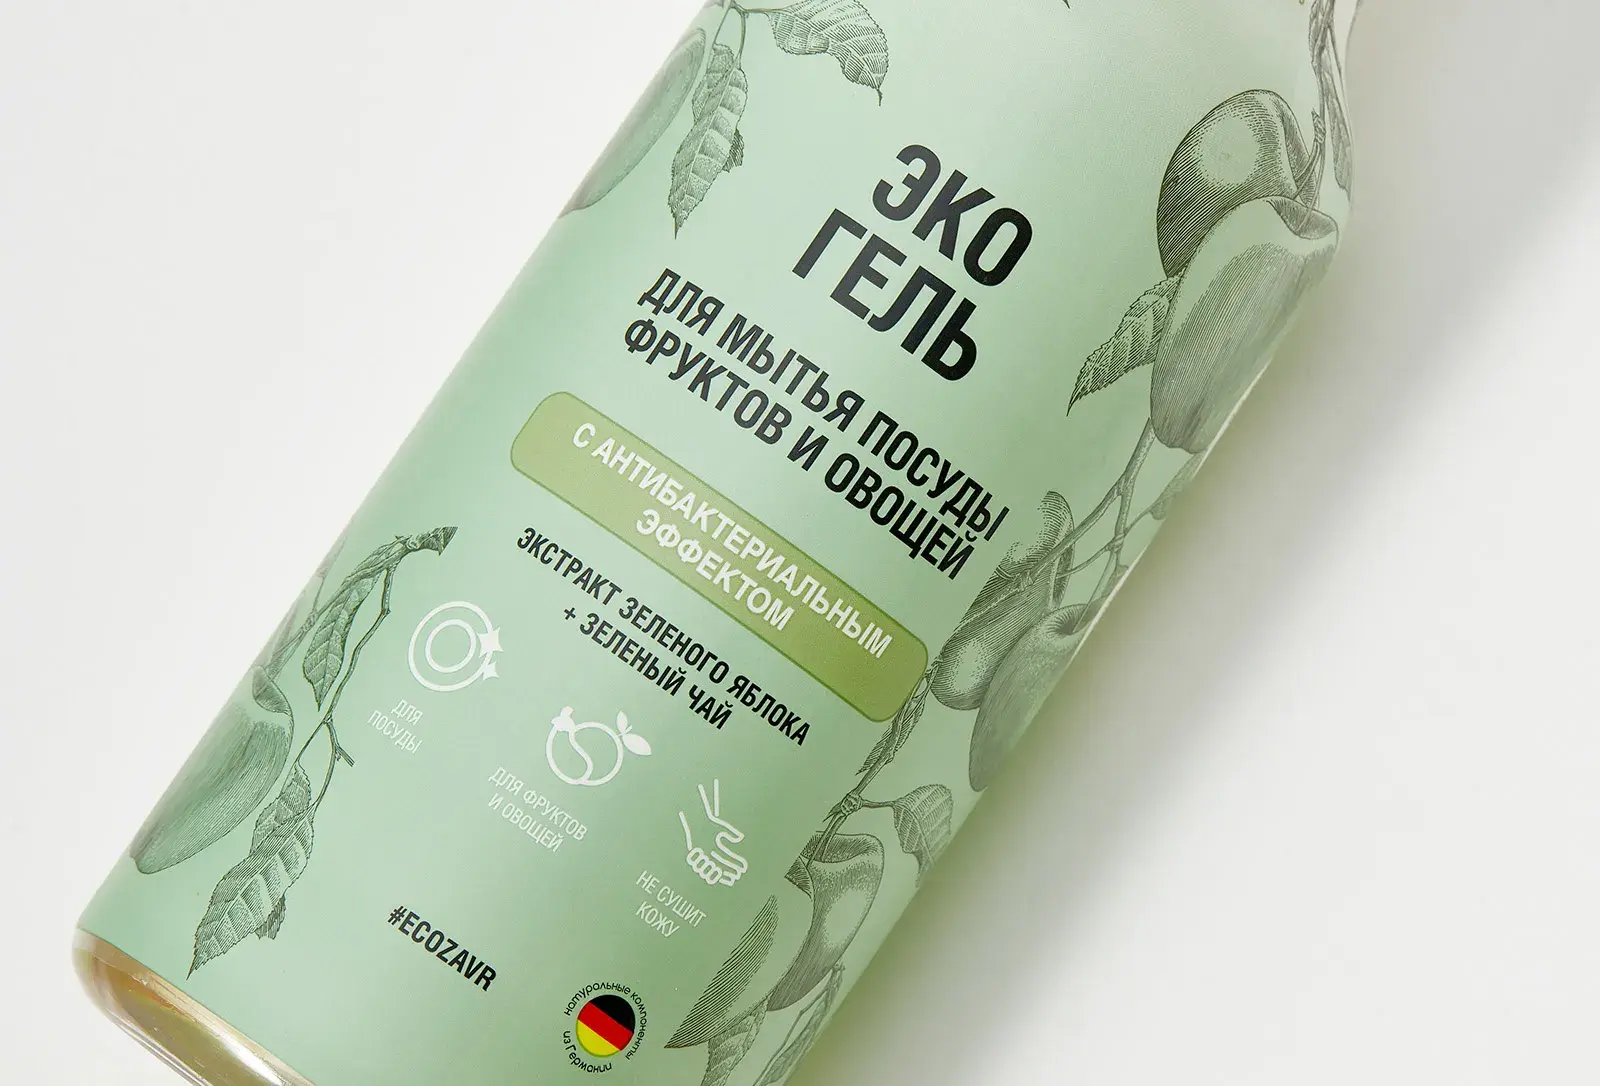 ЭКО
ГЕЛЬ
ДЛЯ МЫТЬЯ ПОСУДЫ
ФРУКТОВ И ОВОЩЕЙ
С АНТИБАКТЕРИАЛЬНЫМ
ЭФФЕКТОМ
ЭКСТРАКТ ЗЕЛЕНОГО ЯБЛОКА
+ ЗЕЛЕНЫЙ ЧАЙ
ДЛЯ
ПОСУДЫ
ДЛЯ ФРУКТОВ
И ОВОЩЕЙ
НЕ СУШИТ
КОЖУ
#ECOZAVR
натуральные компоненты
из Германии